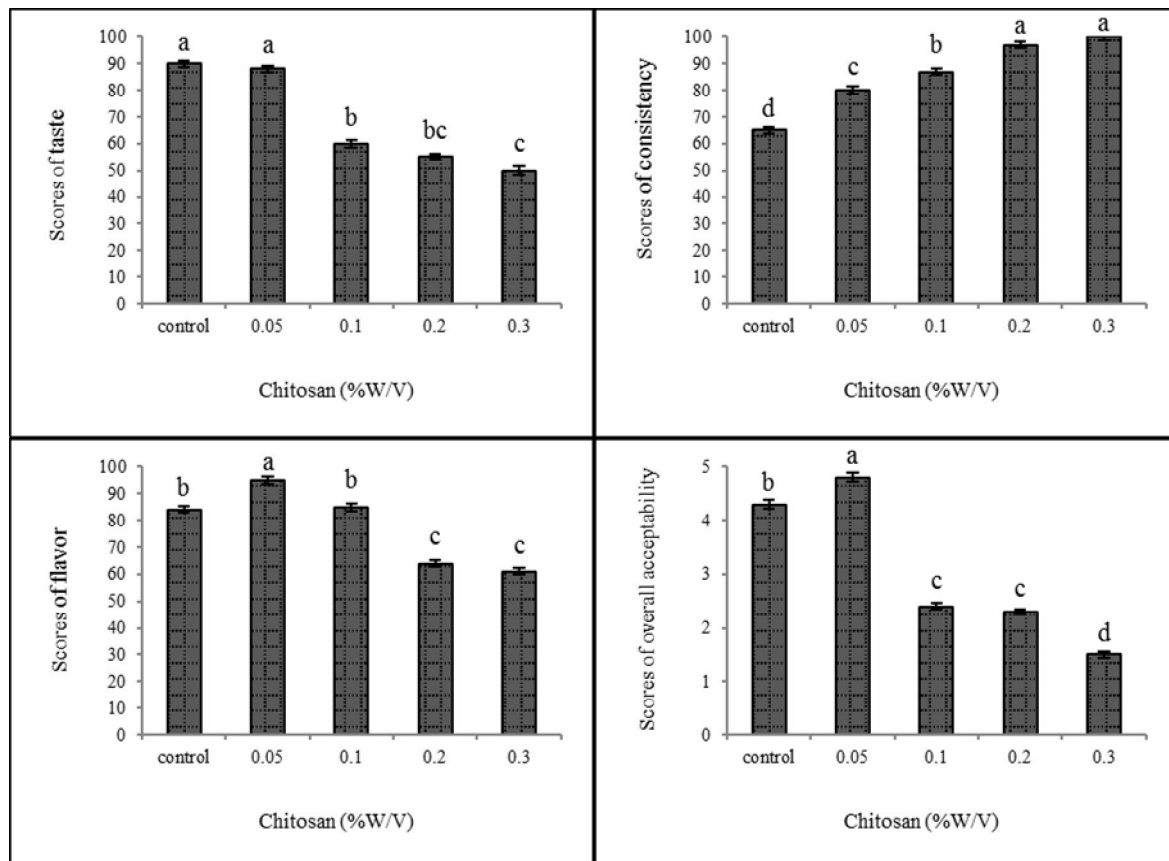 Scores of taste
100
90
80
70
60
50
40
30
20
10
0
a a b bc c
control 0.05 0.1 0.2 0.3
Chitosan (%W/V)
Scores of consistency
100
90
80
70
60
50
40
30
20
10
0
d c b a a
control 0.05 0.1 0.2 0.3
Chitosan (%W/V)
Scores of flavor
100
90
80
70
60
50
40
30
20
10
0
b a b c c
control 0.05 0.1 0.2 0.3
Chitosan (%W/V)
Scores of overall acceptability
5
4
3
2
1
0
b a c c d
control 0.05 0.1 0.2 0.3
Chitosan (%W/V)